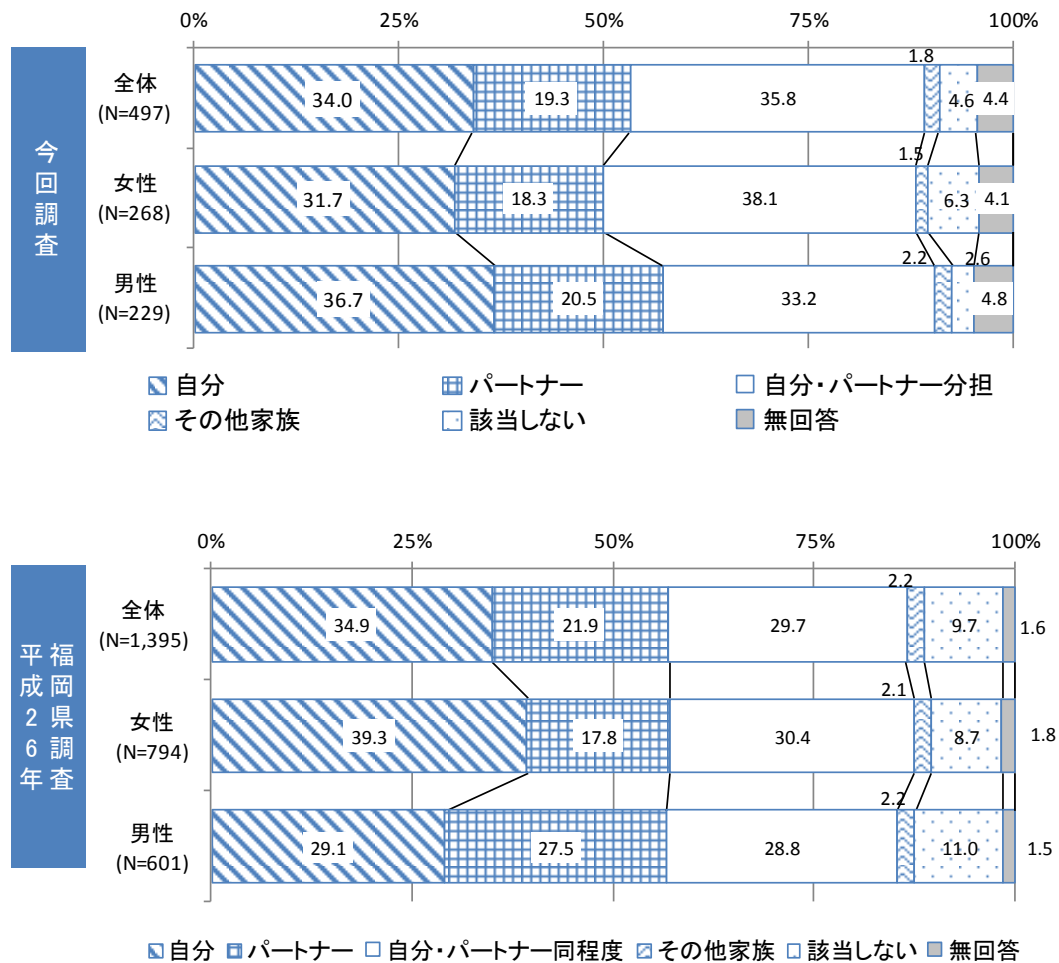 0% 25% 50% 75% 100%
今回調査
全体
(N=497)
34.0 19.3 35.8 1.8 4.6 4.4
女性
(N=268)
31.7 18.3 38.1 1.5 6.3 4.1
男性
(N=229)
36.7 20.5 33.2 2.2 2.6 4.8
自分 パートナー 自分・パートナー分担
その他家族 該当しない 無回答
0% 25% 50% 75% 100%
福岡県調査
平成26年
全体
(N=1,395)
34.9 21.9 29.7 2.2 9.7 1.6
女性
(N=794)
39.3 17.8 30.4 2.1 8.7 1.8
男性
(N=601)
29.1 27.5 28.8 2.2 11.0 1.5
自分 パートナー 自分・パートナー同程度 その他家族 該当しない 無回答